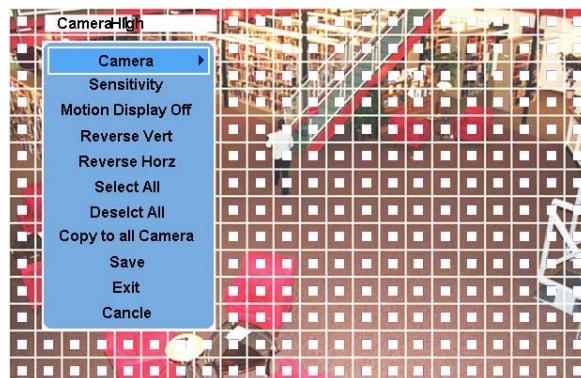 CameraHigh
Camera
Sensitivity
Motion Display Off
Reverse Vert
Reverse Horz
Select All
Deselct All
Copy to all Camera
Save
Exit
Cancle